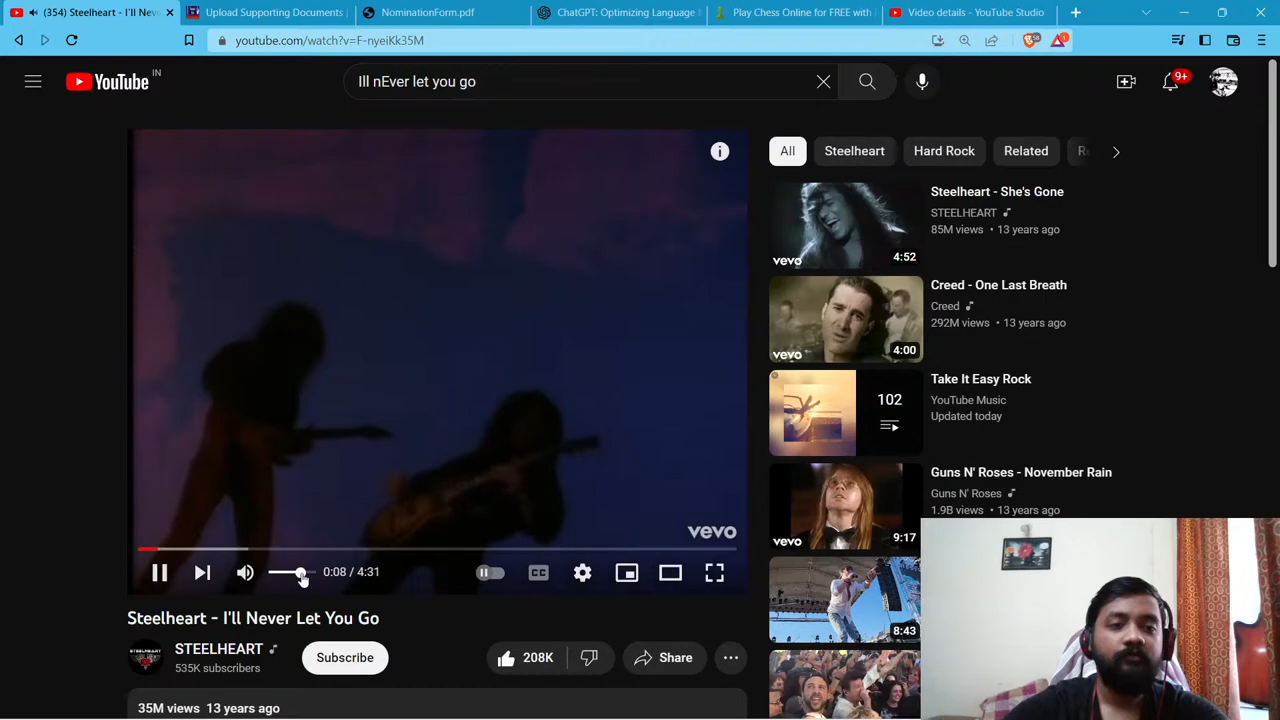 (354) Steelheart - I'll Neve
Upload Supporting Documents
NominationForm.pdf
ChatGPT: Optimizing Language
Play Chess Online for FREE with
Video details - YouTube Studio
youtube.com/watch?v=F-nyeiKk35M
58
YouTube IN
Ill nEver let you go
9+
All
Steelheart
Hard Rock
Related
vevo
0:08 / 4:31
CC
Steelheart - I'll Never Let You Go
STEELHEART
535K subscribers
Subscribe
208K
Share
35M views 13 years ago
vevo
4:52
Steelheart - She's Gone
STEELHEART
85M views • 13 years ago
vevo
4:00
Creed - One Last Breath
Creed
292M views • 13 years ago
102
Take It Easy Rock
YouTube Music
Updated today
vevo
9:17
Guns N' Roses - November Rain
Guns N' Roses
1.9B views • 13 years ago
8:43